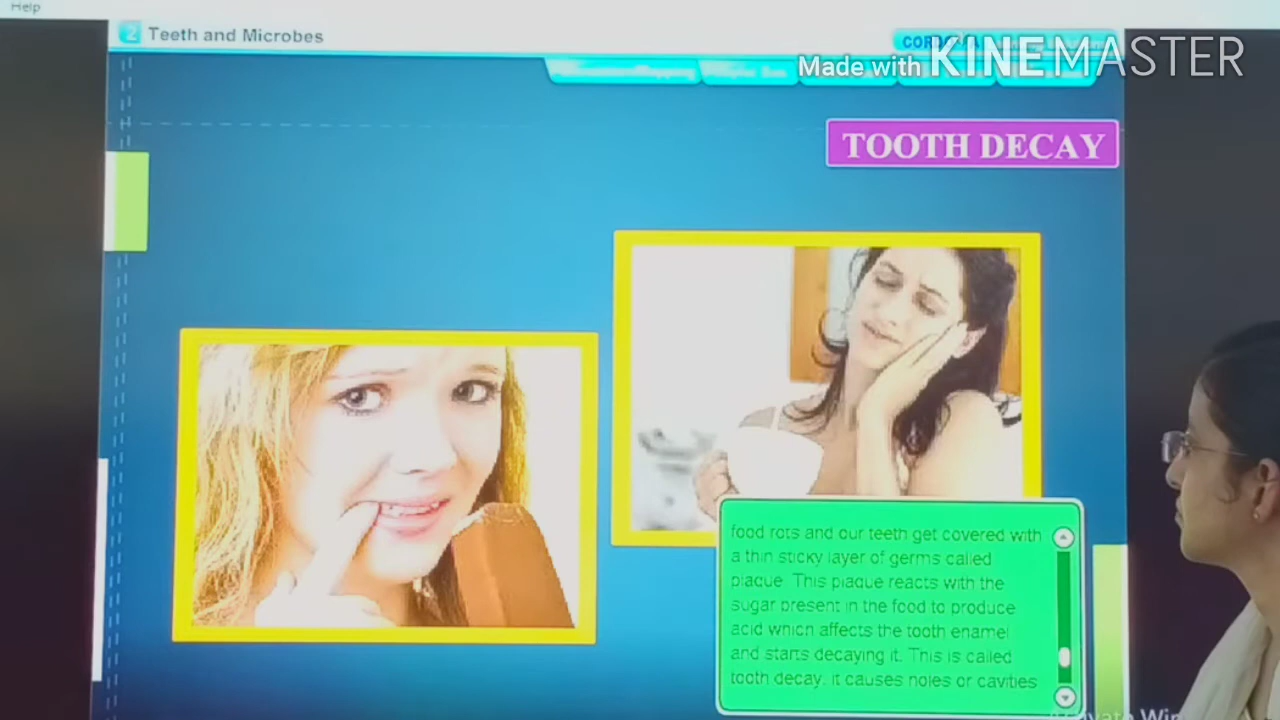 Help
2 Teeth and Microbes
Made with KINEMASTER
TOOTH DECAY
food rots and our teeth get covered with
a thin sticky layer of germs called
plaque. This plaque reacts with the
sugar present in the food to produce
acid which affects the tooth enamel
and starts decaying it. This is called
tooth decay. It causes holes or cavities